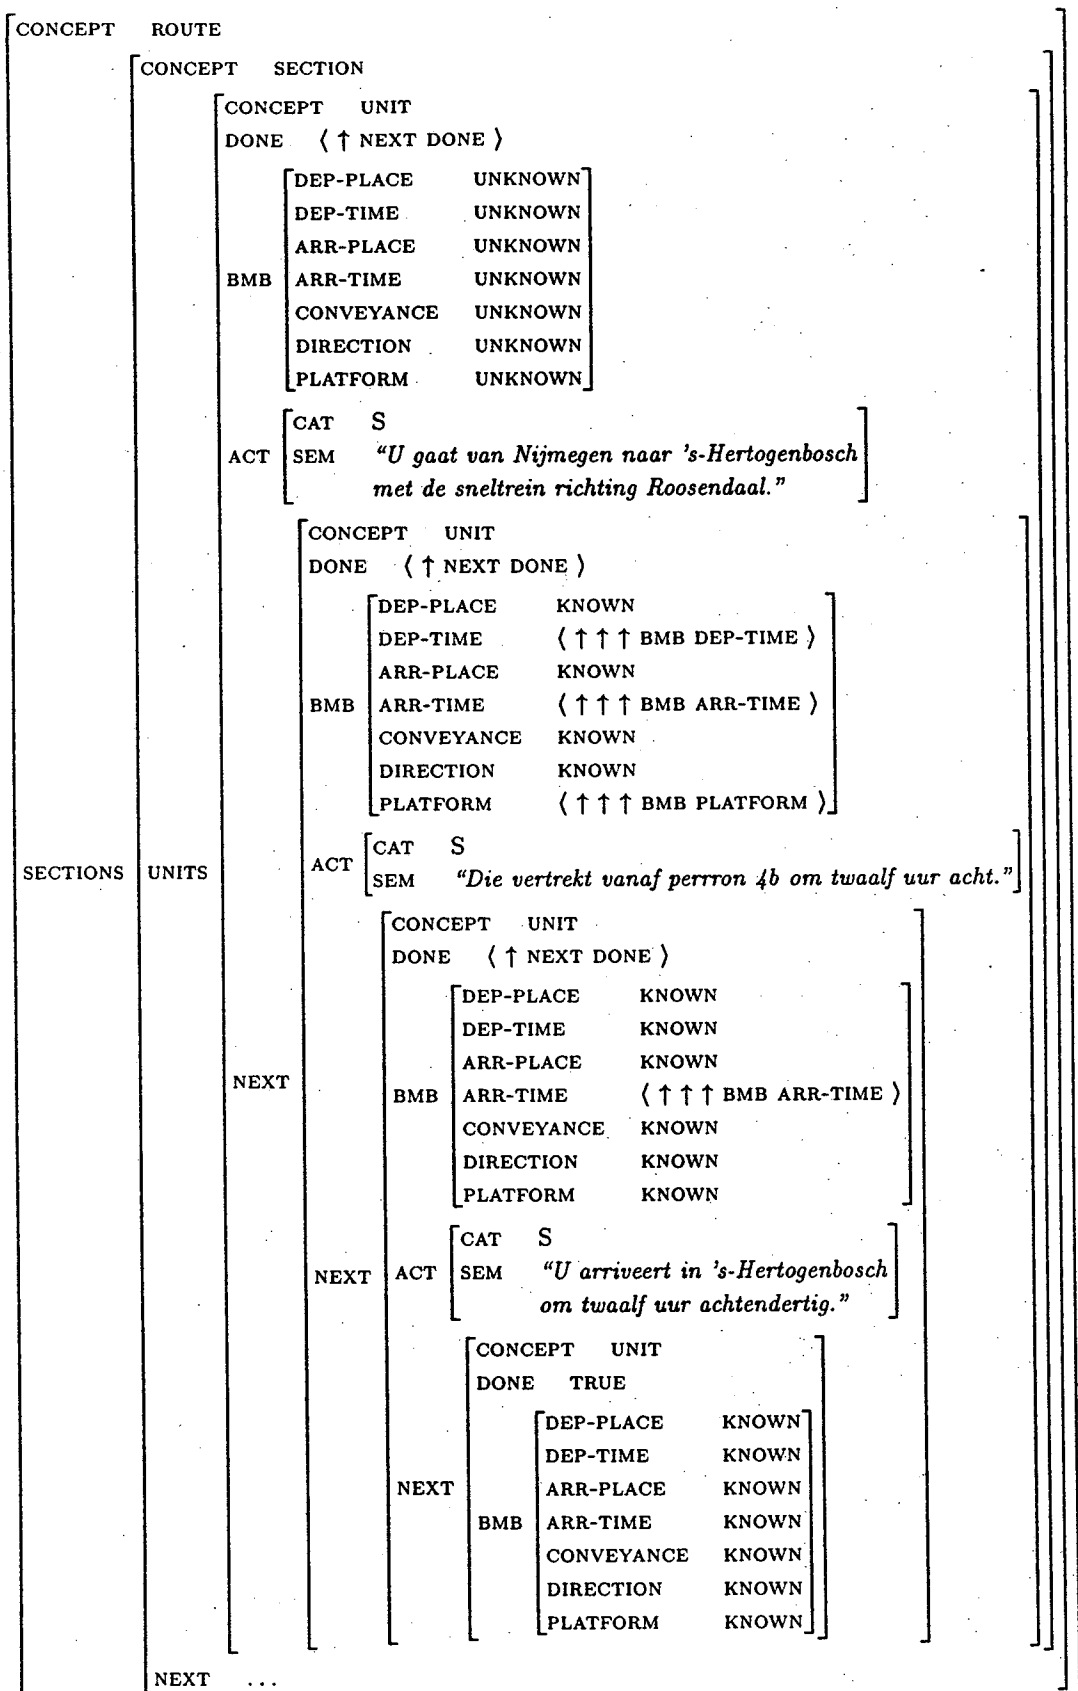 CONCEPT ROUTE
CONCEPT SECTION
CONCEPT UNIT
DONE ⟨ ↑ NEXT DONE ⟩
DEP-PLACE UNKNOWN
DEP-TIME UNKNOWN
ARR-PLACE UNKNOWN
BMB ARR-TIME UNKNOWN
CONVEYANCE UNKNOWN
DIRECTION UNKNOWN
PLATFORM UNKNOWN
CAT S
ACT SEM "U gaat van Nijmegen naar 's-Hertogenbosch
met de sneltrein richting Roosendaal."
CONCEPT UNIT
DONE ⟨ ↑ NEXT DONE ⟩
DEP-PLACE KNOWN
DEP-TIME ⟨ ↑ ↑ ↑ BMB DEP-TIME ⟩
ARR-PLACE KNOWN
BMB ARR-TIME ⟨ ↑ ↑ ↑ BMB ARR-TIME ⟩
CONVEYANCE KNOWN
DIRECTION KNOWN
PLATFORM ⟨ ↑ ↑ ↑ BMB PLATFORM ⟩
CAT S
SECTIONS UNITS ACT SEM "Die vertrekt vanaf perrron 4b om twaalf uur acht."
CONCEPT UNIT
DONE ⟨ ↑ NEXT DONE ⟩
DEP-PLACE KNOWN
DEP-TIME KNOWN
ARR-PLACE KNOWN
NEXT BMB ARR-TIME ⟨ ↑ ↑ ↑ BMB ARR-TIME ⟩
CONVEYANCE KNOWN
DIRECTION KNOWN
PLATFORM KNOWN
CAT S
NEXT ACT SEM "U arriveert in 's-Hertogenbosch
om twaalf uur achtendertig."
CONCEPT UNIT
DONE TRUE
DEP-PLACE KNOWN
DEP-TIME KNOWN
NEXT ARR-PLACE KNOWN
BMB ARR-TIME KNOWN
CONVEYANCE KNOWN
DIRECTION KNOWN
PLATFORM KNOWN
NEXT ...